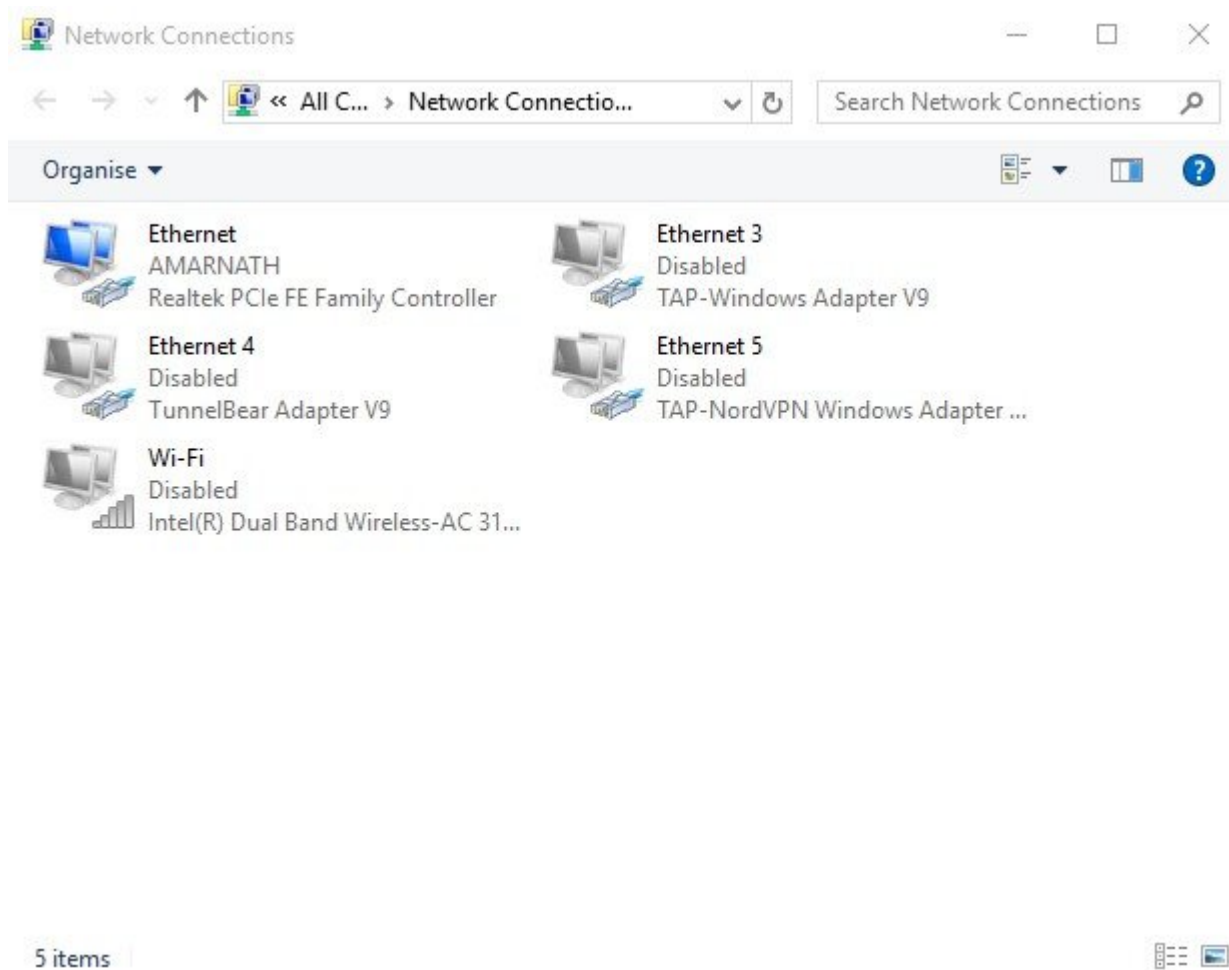 Network Connections
« All C... › Network Connectio...
Search Network Connections
Organise
Ethernet
AMARNATH
Realtek PCIe FE Family Controller
Ethernet 3
Disabled
TAP-Windows Adapter V9
Ethernet 4
Disabled
TunnelBear Adapter V9
Ethernet 5
Disabled
TAP-NordVPN Windows Adapter ...
Wi-Fi
Disabled
Intel(R) Dual Band Wireless-AC 31...
5 items